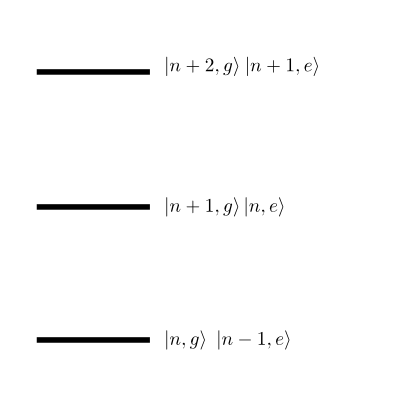 |n + 2, g⟩ |n + 1, e⟩
|n + 1, g⟩ |n, e⟩
|n, g⟩ |n − 1, e⟩